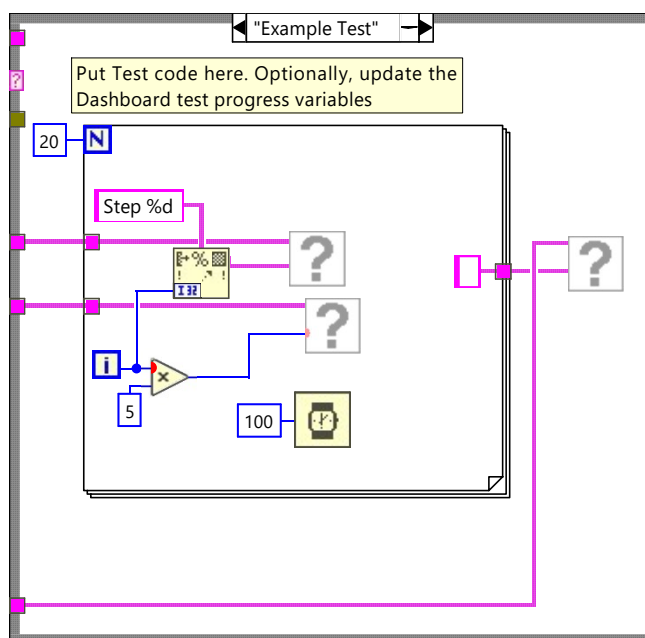 "Example Test"
Put Test code here. Optionally, update the
Dashboard test progress variables
20
N
Step %d
%
I32
i
×
5
100
?
?
?
?